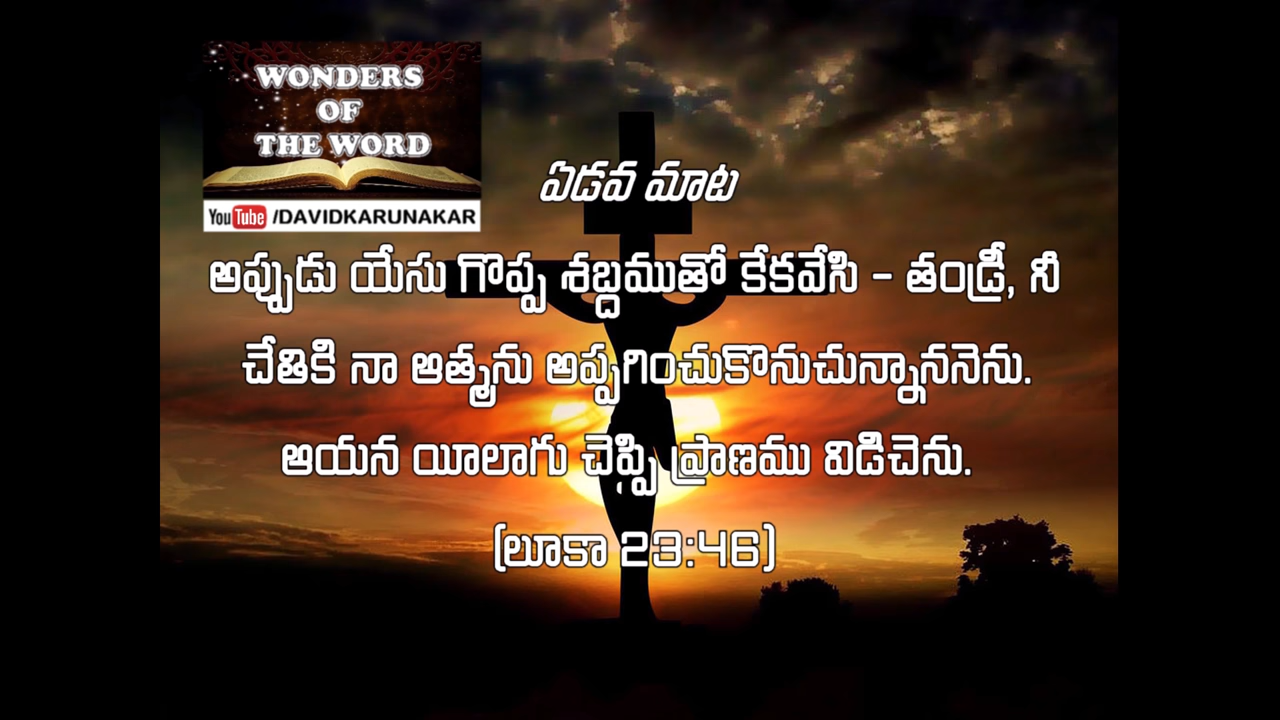 WONDERS
OF
THE WORD
YouTube /DAVIDKARUNAKAR
ఏడవ మాట
అప్పుడు యేసు గొప్ప శబ్దముతో కేకవేసి - తండ్రీ, నీ
చేతికి నా ఆత్మను అప్పగించుకొనుచున్నాననెను.
ఆయన యీలాగు చెప్పి ప్రాణము విడిచెను.
(లూకా 23:46)